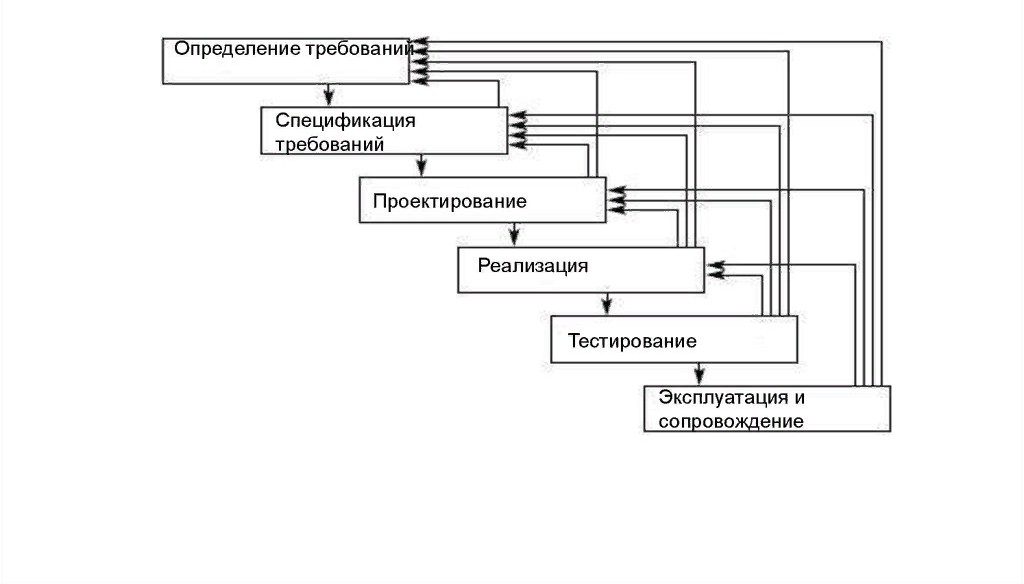 Определение требований
Спецификация
требований
Проектирование
Реализация
Тестирование
Эксплуатация и
сопровождение